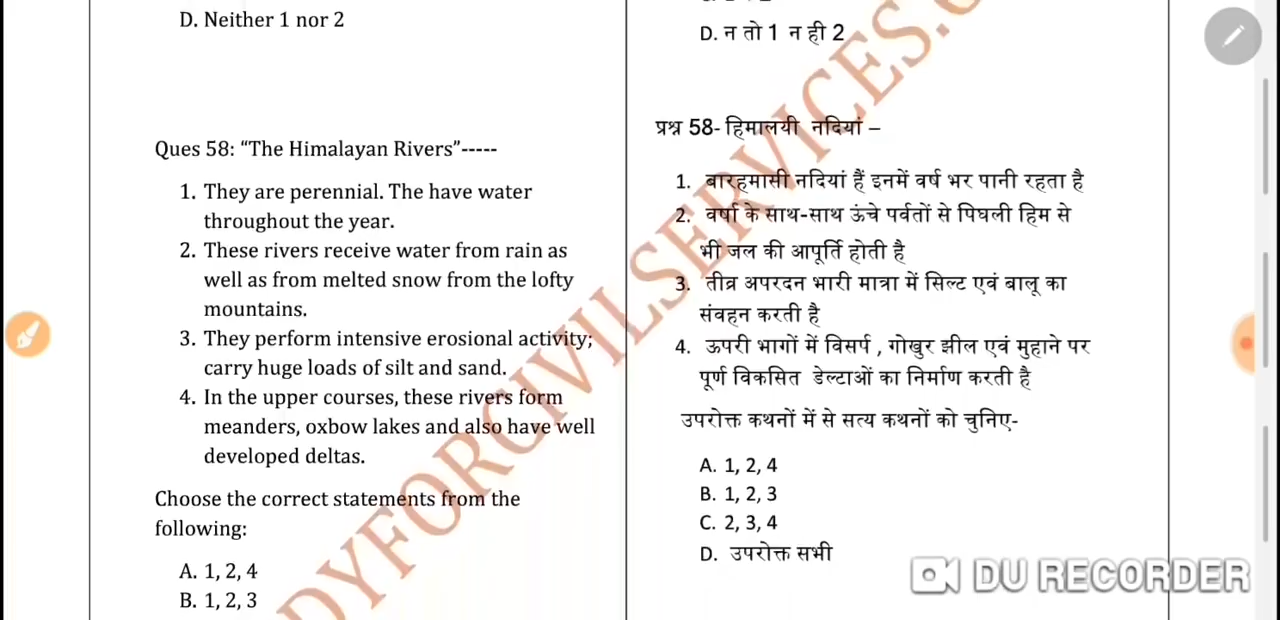 D. Neither 1 nor 2
Ques 58: “The Himalayan Rivers”-----
1. They are perennial. The have water
throughout the year.
2. These rivers receive water from rain as
well as from melted snow from the lofty
mountains.
3. They perform intensive erosional activity;
carry huge loads of silt and sand.
4. In the upper courses, these rivers form
meanders, oxbow lakes and also have well
developed deltas.
Choose the correct statements from the
following:
A. 1, 2, 4
B. 1, 2, 3
D. न तो 1 न ही 2
प्रश्न 58- हिमालयी नदियां –
1. बारहमासी नदियां हैं इनमें वर्ष भर पानी रहता है
2. वर्षा के साथ-साथ ऊंचे पर्वतों से पिघली हिम से
भी जल की आपूर्ति होती है
3. तीव्र अपरदन भारी मात्रा में सिल्ट एवं बालू का
संवहन करती है
4. ऊपरी भागों में विसर्प , गोखुर झील एवं मुहाने पर
पूर्ण विकसित डेल्टाओं का निर्माण करती है
उपरोक्त कथनों में से सत्य कथनों को चुनिए-
A. 1, 2, 4
B. 1, 2, 3
C. 2, 3, 4
D. उपरोक्त सभी
DYFORCIVILSERVICES.
DU RECORDER